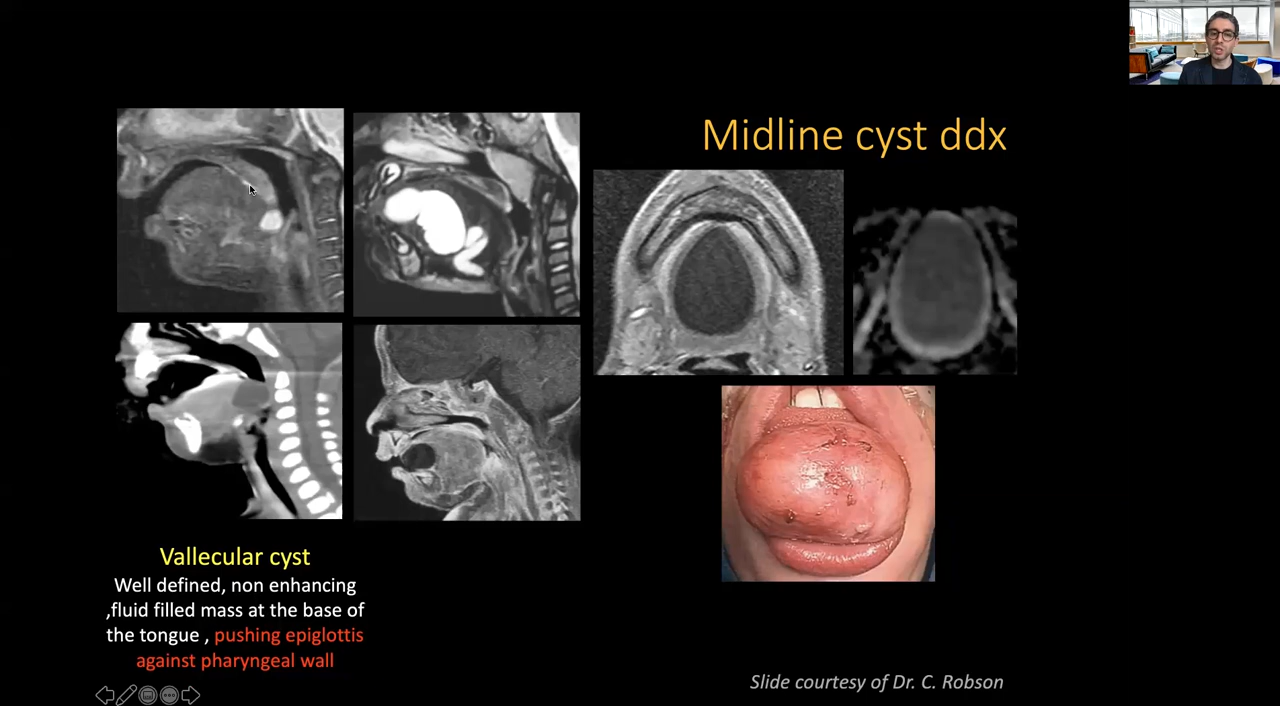 Midline cyst ddx
Vallecular cyst
Well defined, non enhancing
,fluid filled mass at the base of
the tongue , pushing epiglottis
against pharyngeal wall
Slide courtesy of Dr. C. Robson